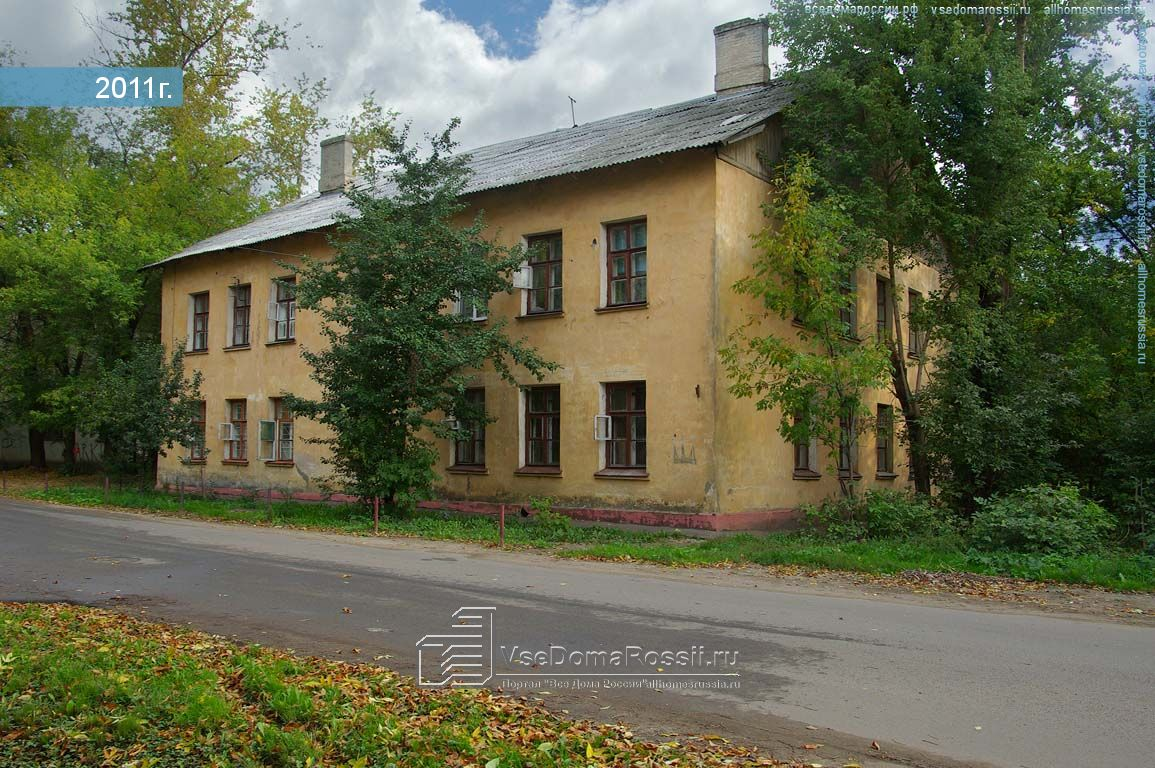 вседомароссии.рф vsedomarossii.ru allhomesrussia.ru
2011г.
VseDomaRossii.ru
Портал "Все Дома России" allhomesrussia.ru